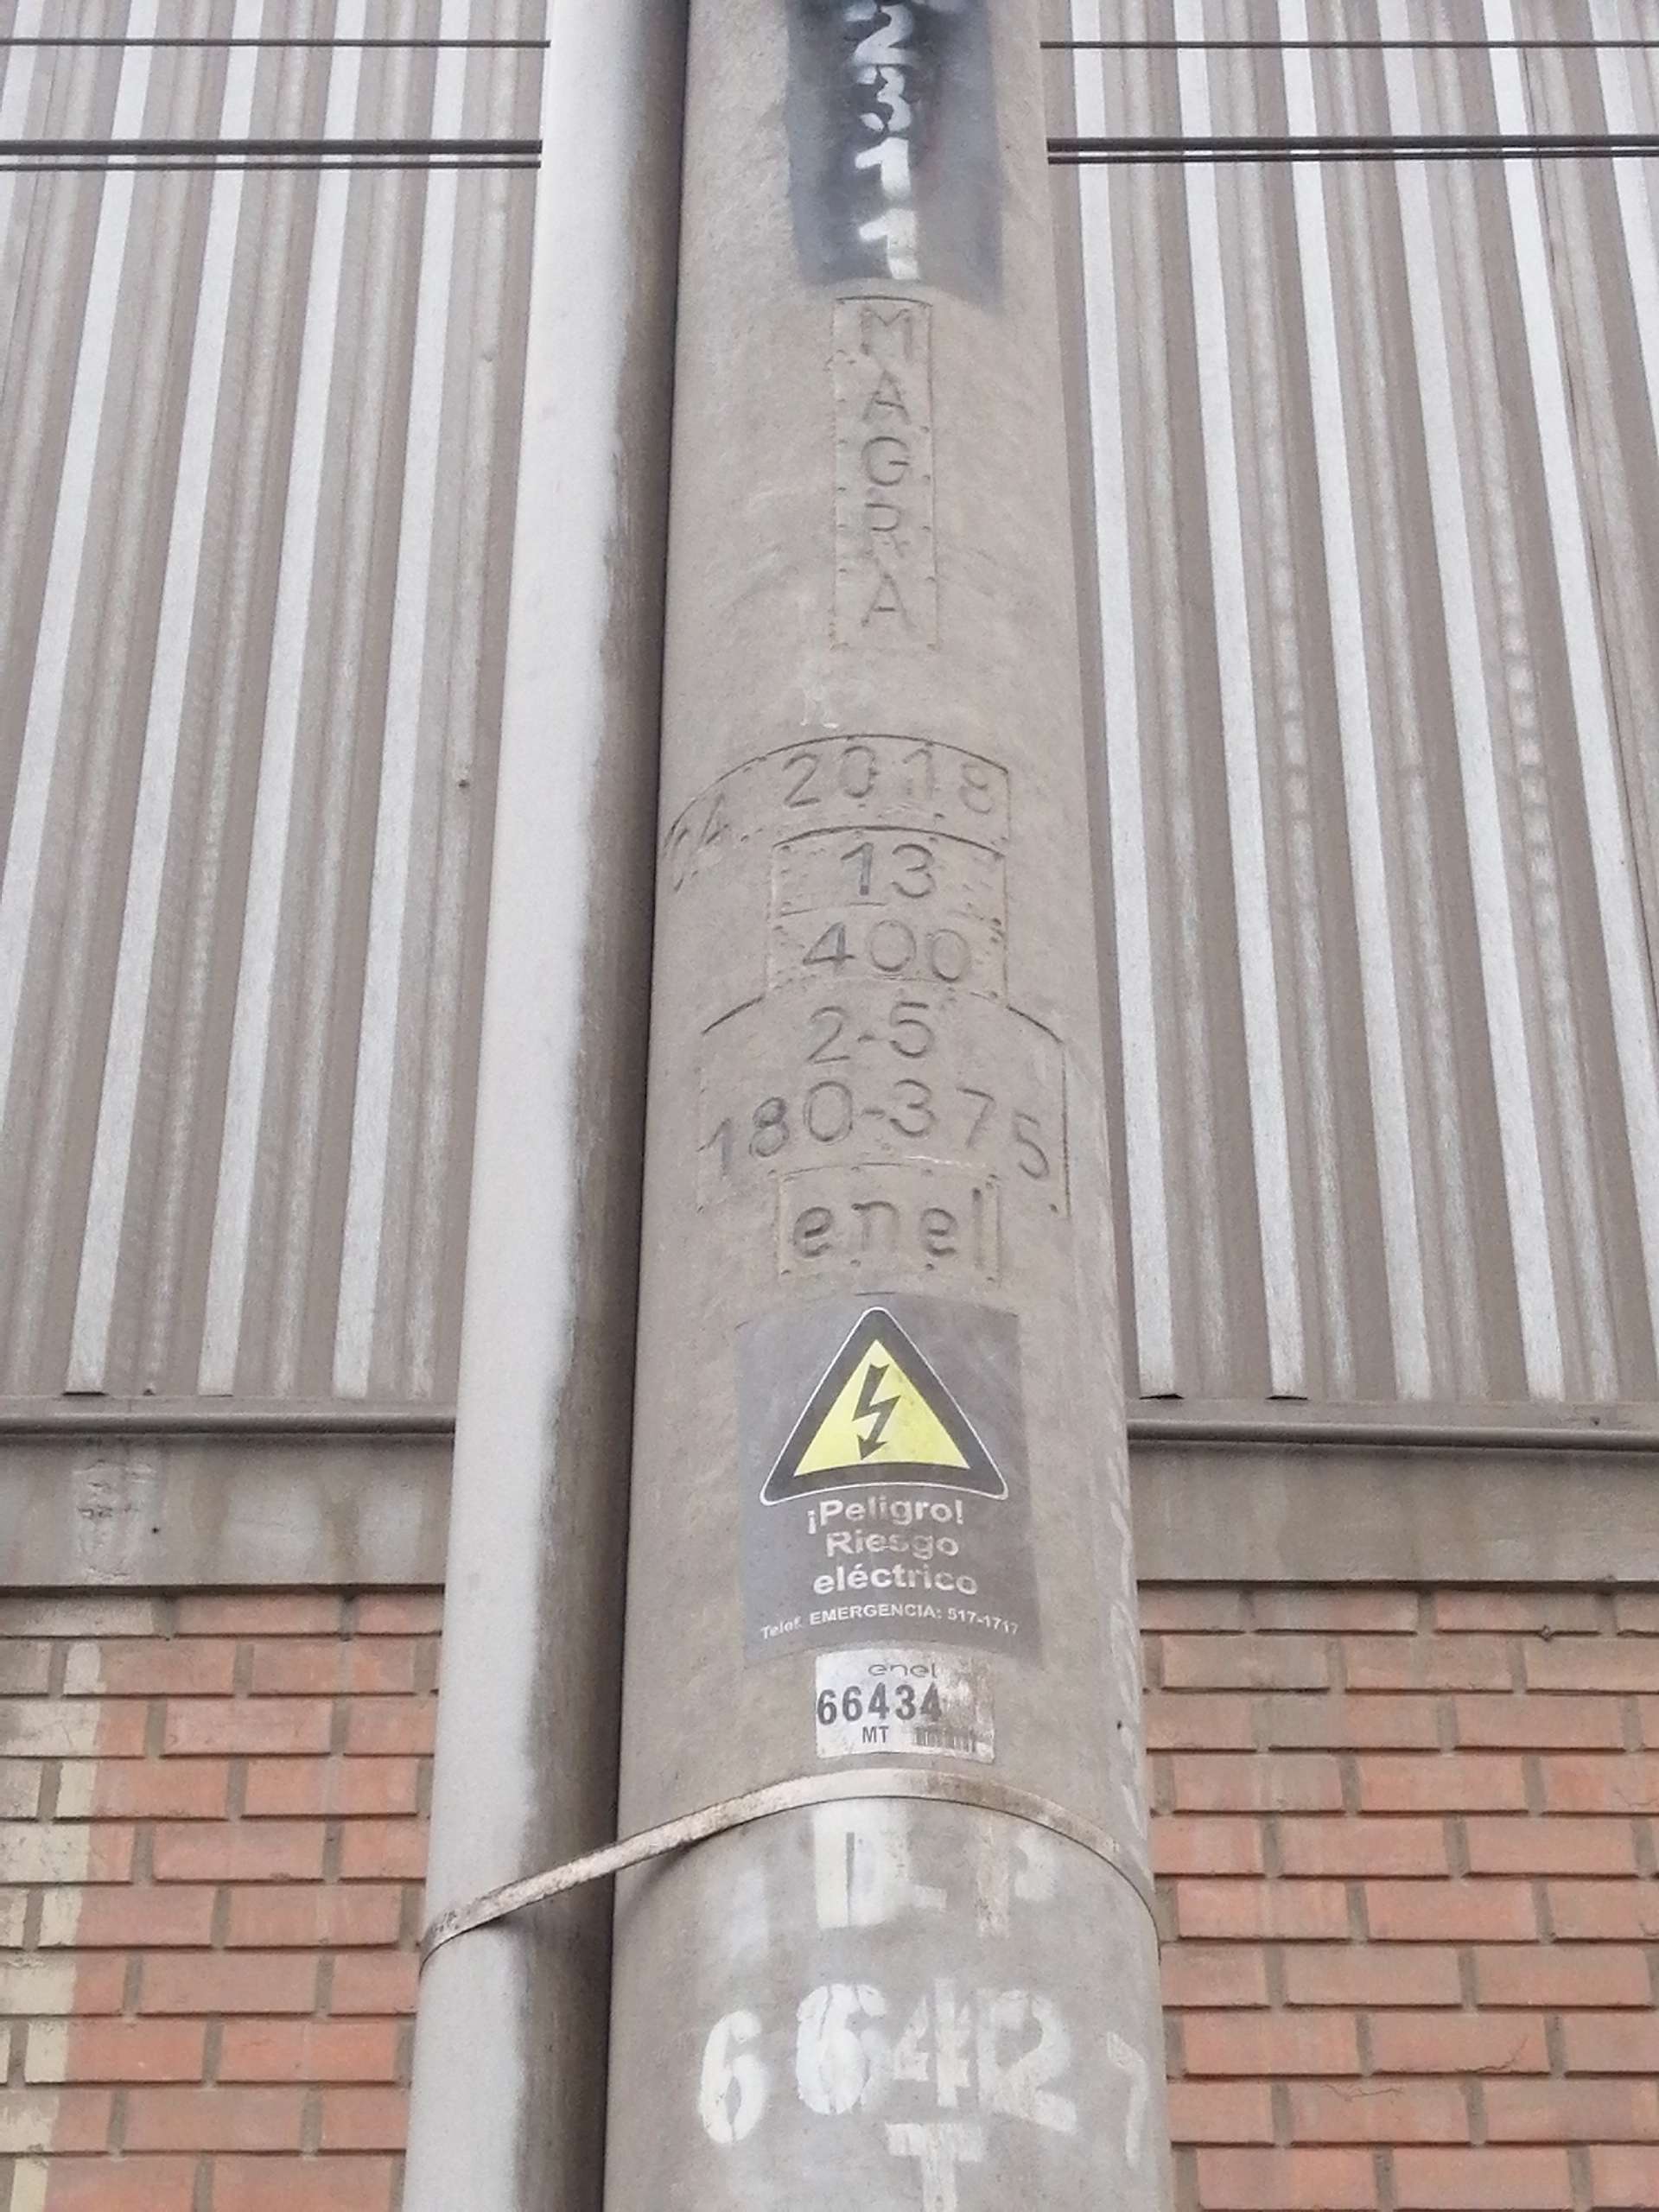 2
3
1
1
M
A
G
R
A
2018
13
400
2-5
180-375
enel
¡Peligro!
Riesgo
eléctrico
Telef. EMERGENCIA: 517-1717
enel
66434
MT
T